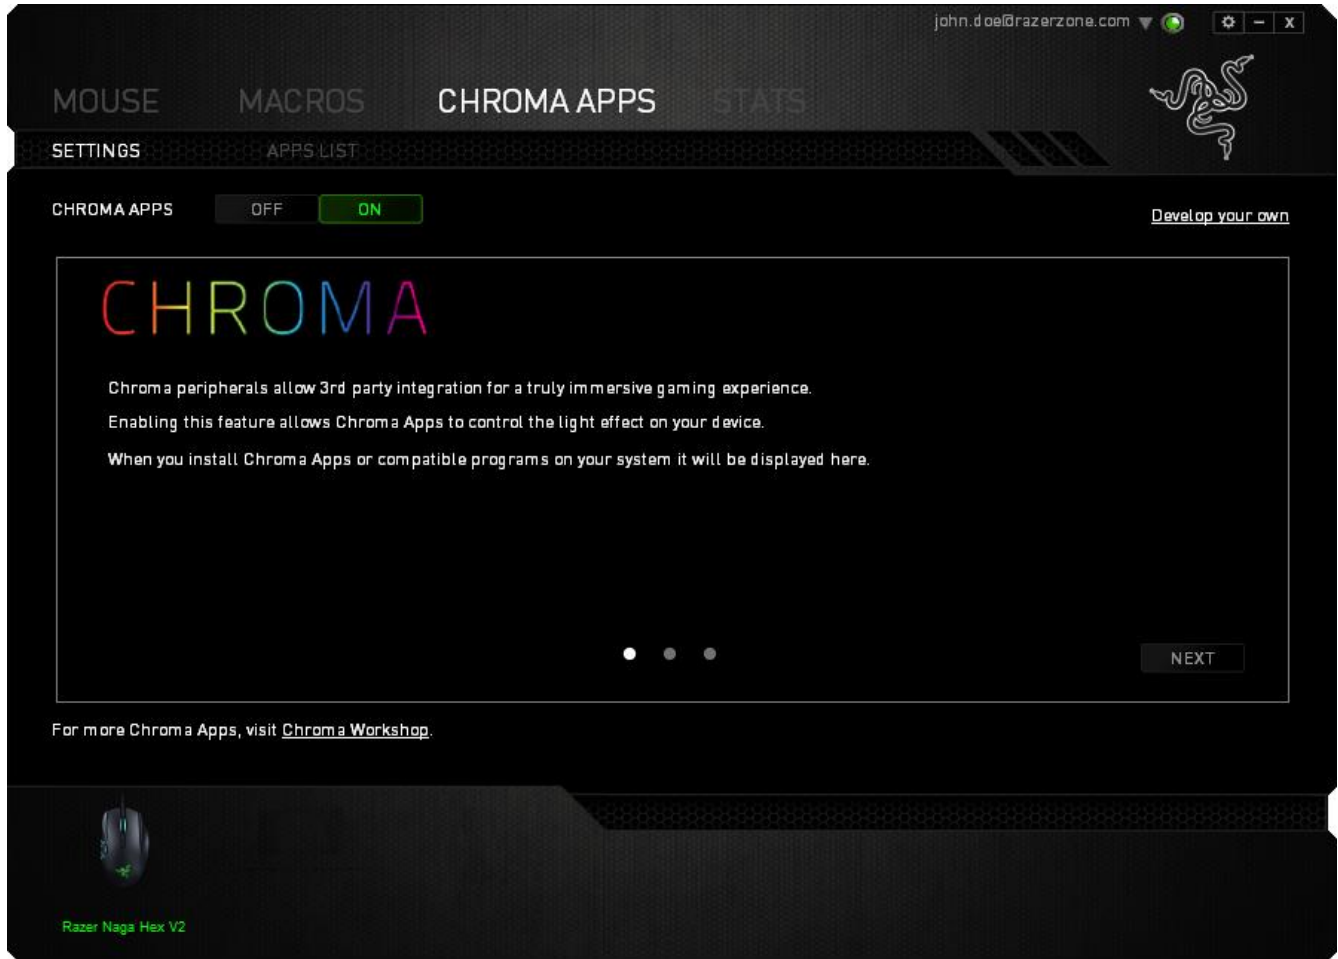 john.doe@razerzone.com
X
MOUSE MACROS CHROMA APPS STATS
SETTINGS APPS LIST
CHROMA APPS OFF ON
Develop your own
CHROMA
Chroma peripherals allow 3rd party integration for a truly immersive gaming experience.
Enabling this feature allows Chroma Apps to control the light effect on your device.
When you install Chroma Apps or compatible programs on your system it will be displayed here.
NEXT
For more Chroma Apps, visit Chroma Workshop.
Razer Naga Hex V2